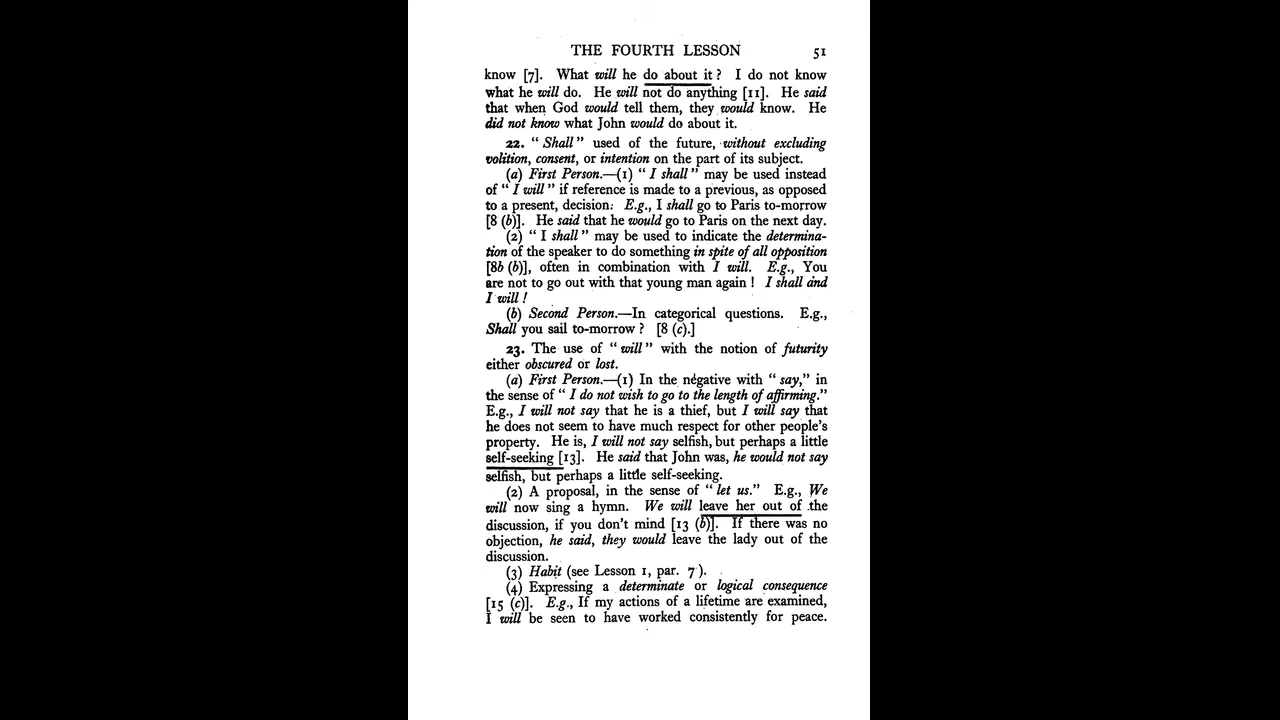 THE FOURTH LESSON 51
know [7]. What will he do about it? I do not know
what he will do. He will not do anything [11]. He said
that when God would tell them, they would know. He
did not know what John would do about it.
22. "Shall" used of the future, without excluding
volition, consent, or intention on the part of its subject.
(a) First Person.—(1) "I shall" may be used instead
of "I will" if reference is made to a previous, as opposed
to a present, decision: E.g., I shall go to Paris to-morrow
[8 (b)]. He said that he would go to Paris on the next day.
(2) "I shall" may be used to indicate the determina-
tion of the speaker to do something in spite of all opposition
[8b (b)], often in combination with I will. E.g., You
are not to go out with that young man again! I shall and
I will!
(b) Second Person.—In categorical questions. E.g.,
Shall you sail to-morrow? [8 (c).]
23. The use of "will" with the notion of futurity
either obscured or lost.
(a) First Person.—(1) In the negative with "say," in
the sense of "I do not wish to go to the length of affirming."
E.g., I will not say that he is a thief, but I will say that
he does not seem to have much respect for other people's
property. He is, I will not say selfish, but perhaps a little
self-seeking [13]. He said that John was, he would not say
selfish, but perhaps a little self-seeking.
(2) A proposal, in the sense of "let us." E.g., We
will now sing a hymn. We will leave her out of the
discussion, if you don't mind [13 (b)]. If there was no
objection, he said, they would leave the lady out of the
discussion.
(3) Habit (see Lesson 1, par. 7).
(4) Expressing a determinate or logical consequence
[15 (c)]. E.g., If my actions of a lifetime are examined,
I will be seen to have worked consistently for peace.